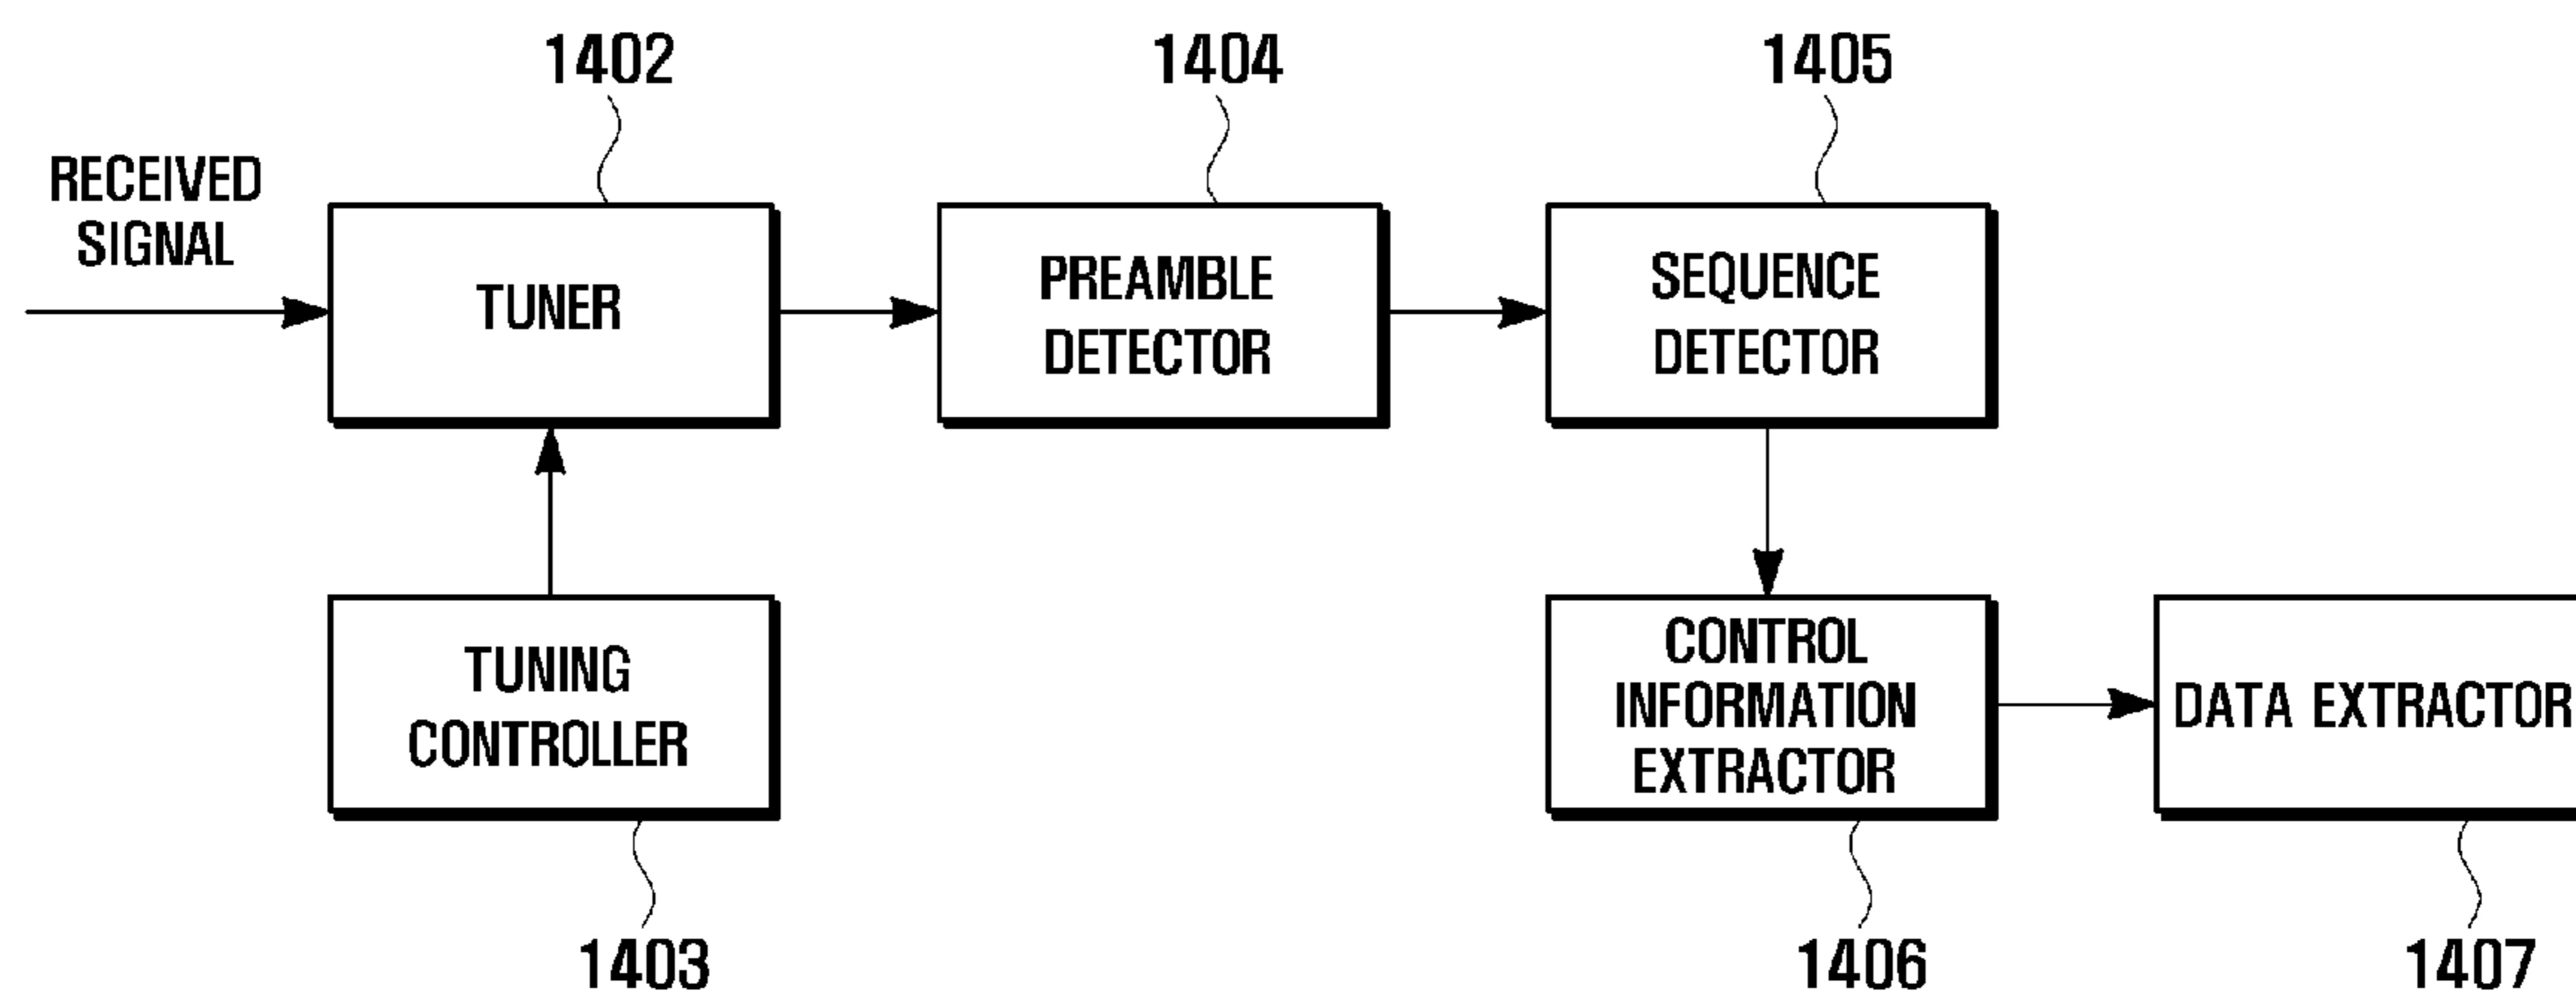 1402
1404
1405
RECEIVED
SIGNAL
TUNER
PREAMBLE
DETECTOR
SEQUENCE
DETECTOR
TUNING
CONTROLLER
CONTROL
INFORMATION
EXTRACTOR
DATA EXTRACTOR
1403
1406
1407